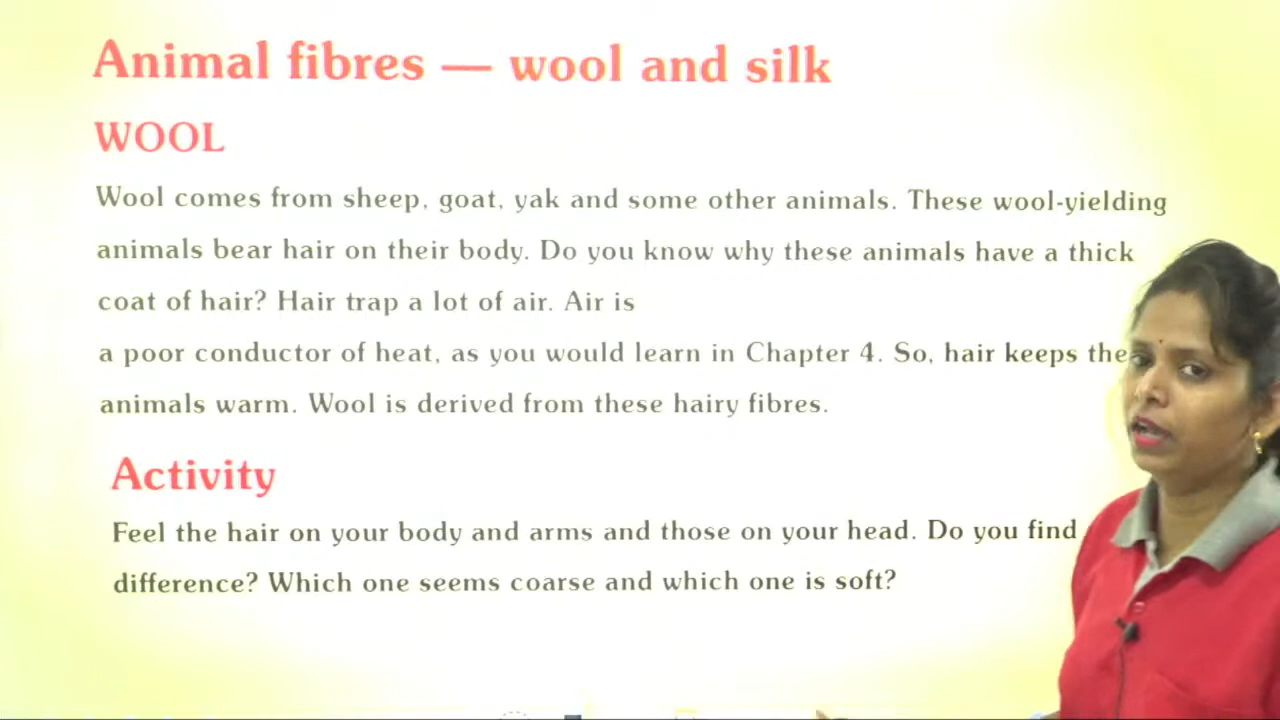 Animal fibres — wool and silk
WOOL
Wool comes from sheep, goat, yak and some other animals. These wool-yielding
animals bear hair on their body. Do you know why these animals have a thick
coat of hair? Hair trap a lot of air. Air is
a poor conductor of heat, as you would learn in Chapter 4. So, hair keeps the
animals warm. Wool is derived from these hairy fibres.
Activity
Feel the hair on your body and arms and those on your head. Do you find
difference? Which one seems coarse and which one is soft?